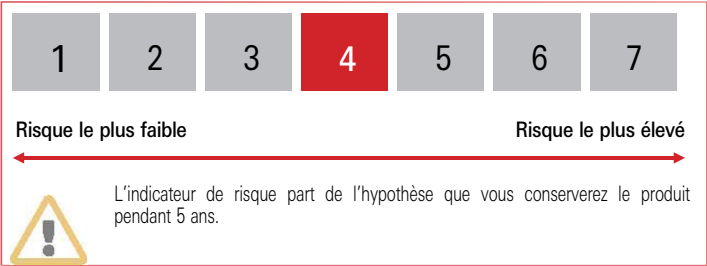 1 2 3 4 5 6 7
Risque le plus faible Risque le plus élevé
L'indicateur de risque part de l'hypothèse que vous conserverez le produit
pendant 5 ans.